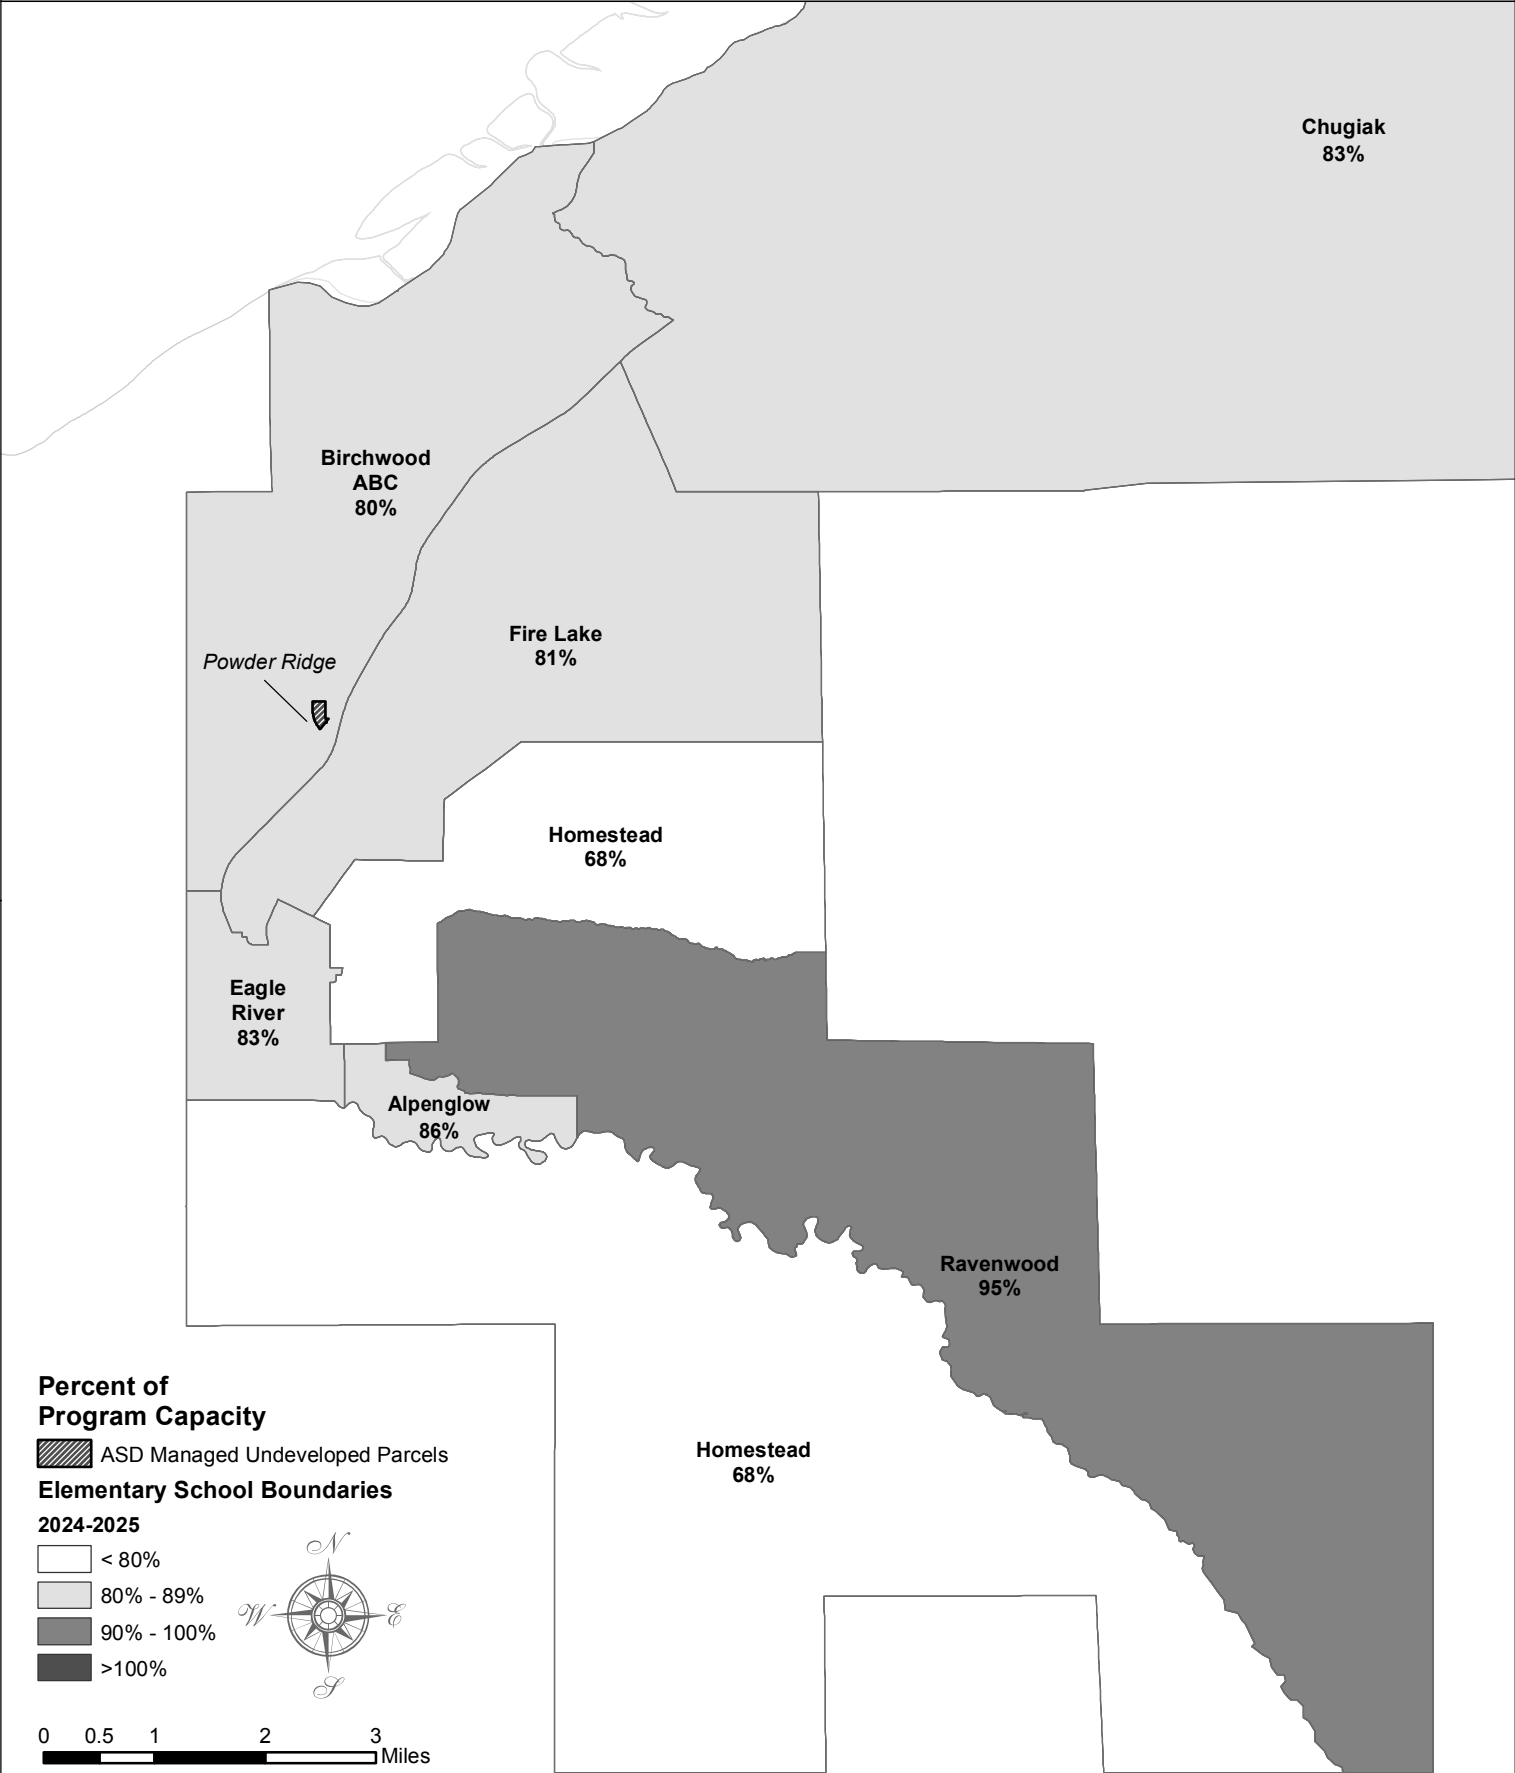 Chugiak
83%
Birchwood
ABC
80%
Fire Lake
81%
Powder Ridge
Homestead
68%
Eagle
River
83%
Alpenglow
86%
Ravenwood
95%
Homestead
68%
Percent of
Program Capacity
ASD Managed Undeveloped Parcels
Elementary School Boundaries
2024-2025
< 80%
80% - 89%
90% - 100%
>100%
N
W E
S
0 0.5 1 2 3
Miles